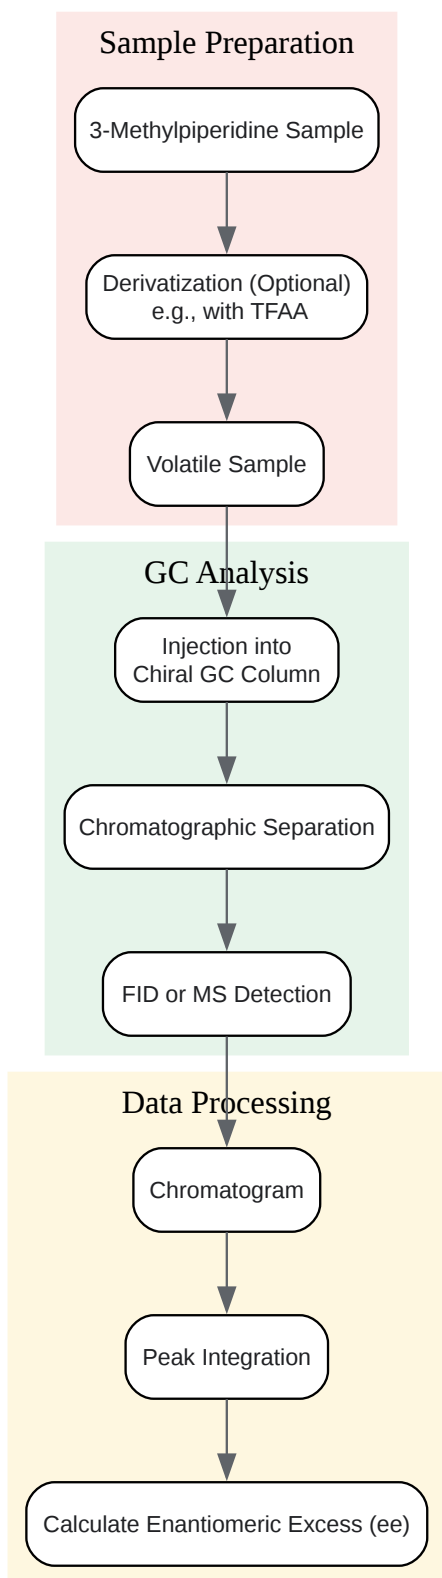 Sample Preparation
3-Methylpiperidine Sample
Derivatization (Optional)
e.g., with TFAA
Volatile Sample
GC Analysis
Injection into
Chiral GC Column
Chromatographic Separation
FID or MS Detection
Data Processing
Chromatogram
Peak Integration
Calculate Enantiomeric Excess (ee)